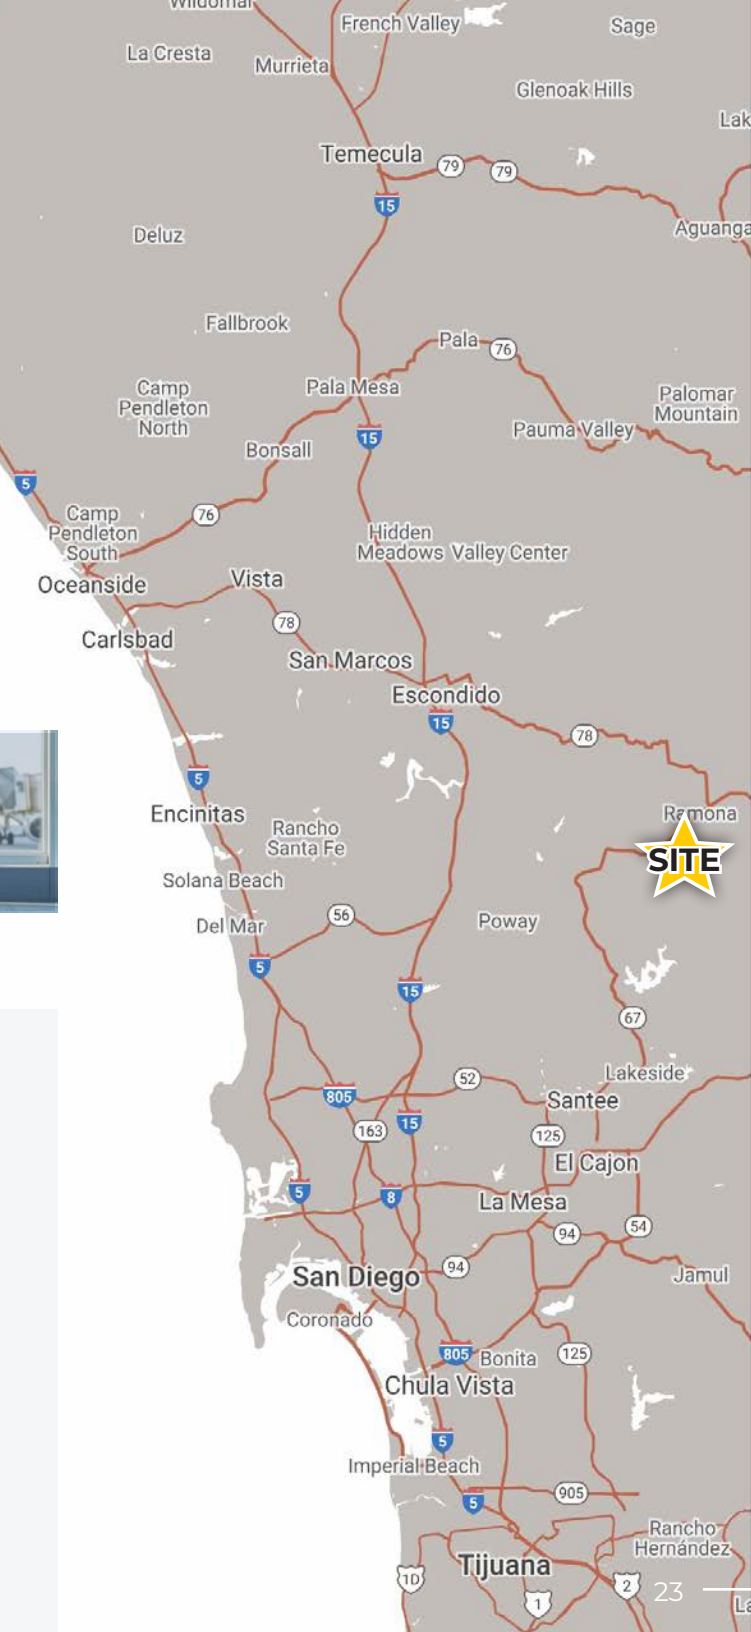 Wildomar
French Valley
Sage
La Cresta
Murrieta
Glenoak Hills
Temecula
79
79
15
Deluz
Aguanga
Fallbrook
Pala
76
Camp
Pendleton
North
Pala Mesa
Palomar
Mountain
Pauma Valley
15
Bonsall
5
Camp
Pendleton
South
76
Hidden
Meadows
Valley Center
Oceanside
Vista
78
Carlsbad
San Marcos
Escondido
15
78
5
Encinitas
Rancho
Santa Fe
Ramona
SITE
Solana Beach
Del Mar
56
Poway
5
15
67
52
Lakeside
805
Santee
163
15
125
El Cajon
5
8
La Mesa
94
54
94
San Diego
Jamul
Coronado
805
Bonita
125
Chula Vista
5
Imperial Beach
5
905
Rancho
Hernández
Tijuana
1D
1
2
23